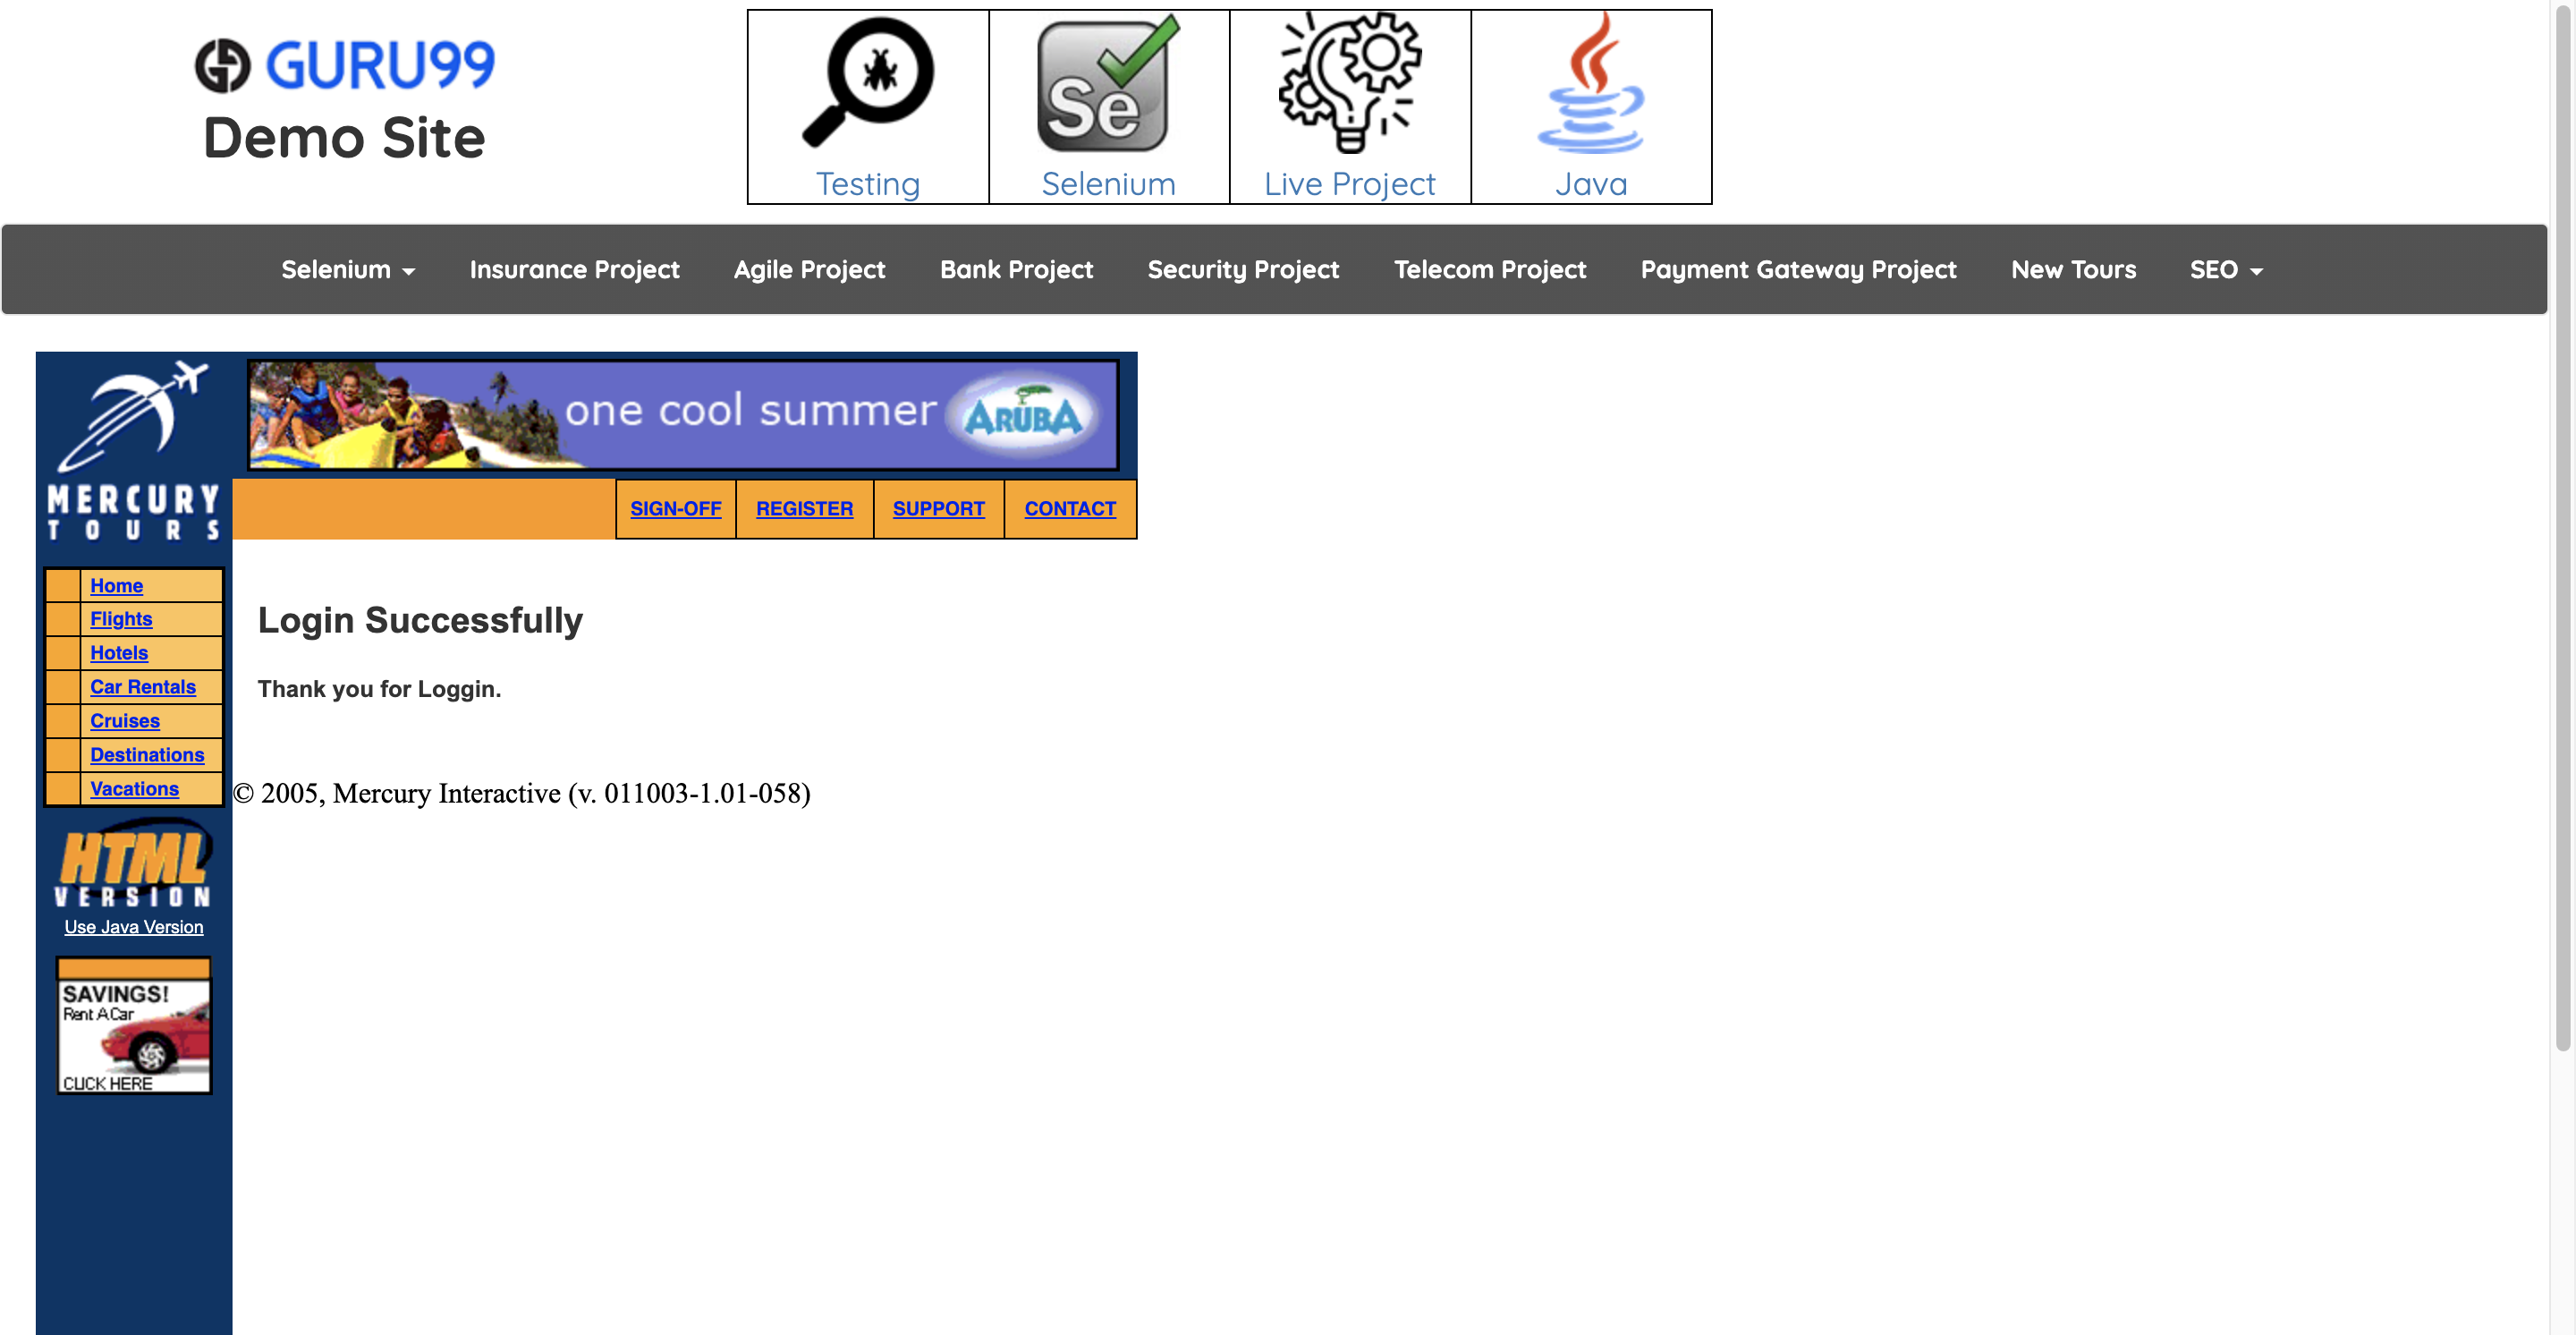 GURU99
Demo Site
Se
Testing Selenium Live Project Java
Selenium Insurance Project Agile Project Bank Project Security Project Telecom Project Payment Gateway Project New Tours SEO
one cool summer ARUBA
MERCURY
TOURS
SIGN-OFF REGISTER SUPPORT CONTACT
Home
Flights
Hotels
Car Rentals
Cruises
Destinations
Vacations
Login Successfully
Thank you for Loggin.
© 2005, Mercury Interactive (v. 011003-1.01-058)
HTML
VERSION
Use Java Version
SAVINGS!
Rent A Car
CLICK HERE